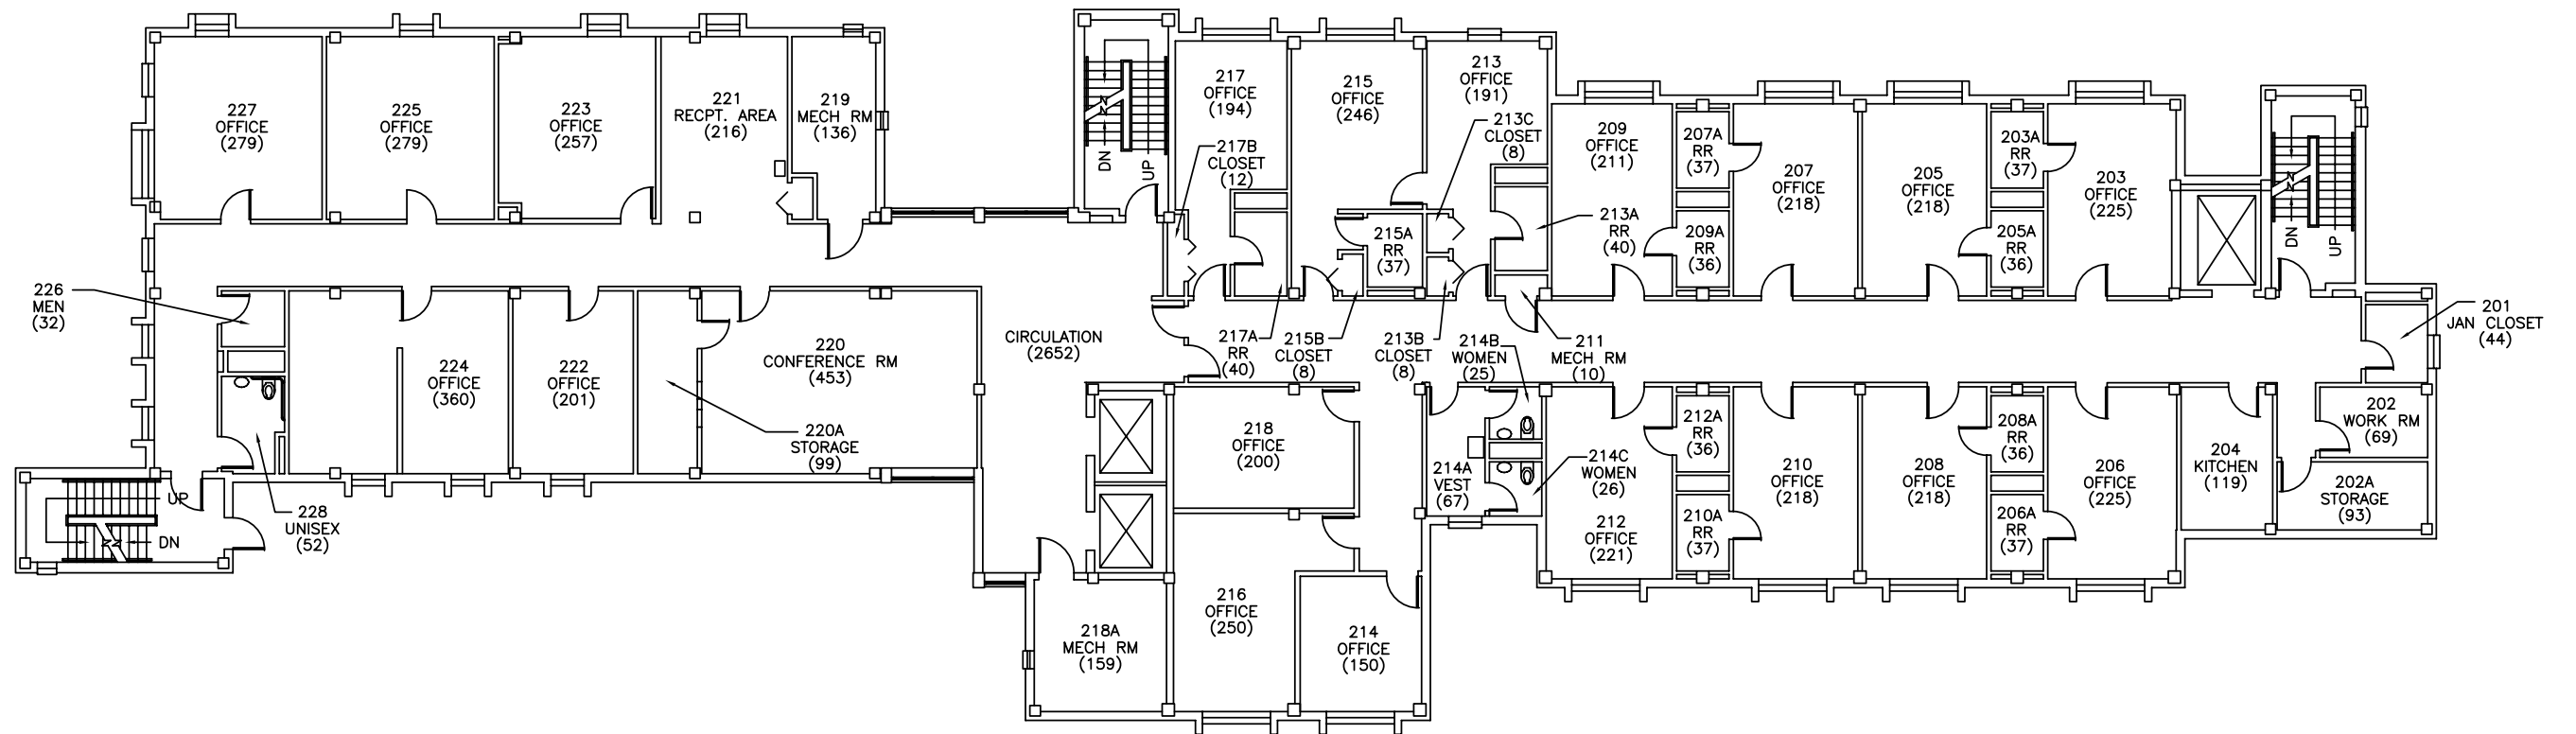 227
OFFICE
(279)
225
OFFICE
(279)
223
OFFICE
(257)
221
RECPT. AREA
(216)
219
MECH RM
(136)
DN
UP
217
OFFICE
(194)
217B
CLOSET
(12)
215
OFFICE
(246)
213
OFFICE
(191)
213C
CLOSET
(8)
215A
RR
(37)
213A
RR
(40)
209
OFFICE
(211)
207A
RR
(37)
209A
RR
(36)
207
OFFICE
(218)
205
OFFICE
(218)
203A
RR
(37)
205A
RR
(36)
203
OFFICE
(225)
DN
UP
226
MEN
(32)
224
OFFICE
(360)
222
OFFICE
(201)
220
CONFERENCE RM
(453)
220A
STORAGE
(99)
CIRCULATION
(2652)
217A
RR
(40)
215B
CLOSET
(8)
213B
CLOSET
(8)
214B
WOMEN
(25)
211
MECH RM
(10)
201
JAN CLOSET
(44)
UP
DN
228
UNISEX
(52)
218
OFFICE
(200)
214A
VEST
(67)
214C
WOMEN
(26)
212
OFFICE
(221)
212A
RR
(36)
210A
RR
(37)
210
OFFICE
(218)
208
OFFICE
(218)
208A
RR
(36)
206A
RR
(37)
206
OFFICE
(225)
204
KITCHEN
(119)
202
WORK RM
(69)
202A
STORAGE
(93)
218A
MECH RM
(159)
216
OFFICE
(250)
214
OFFICE
(150)